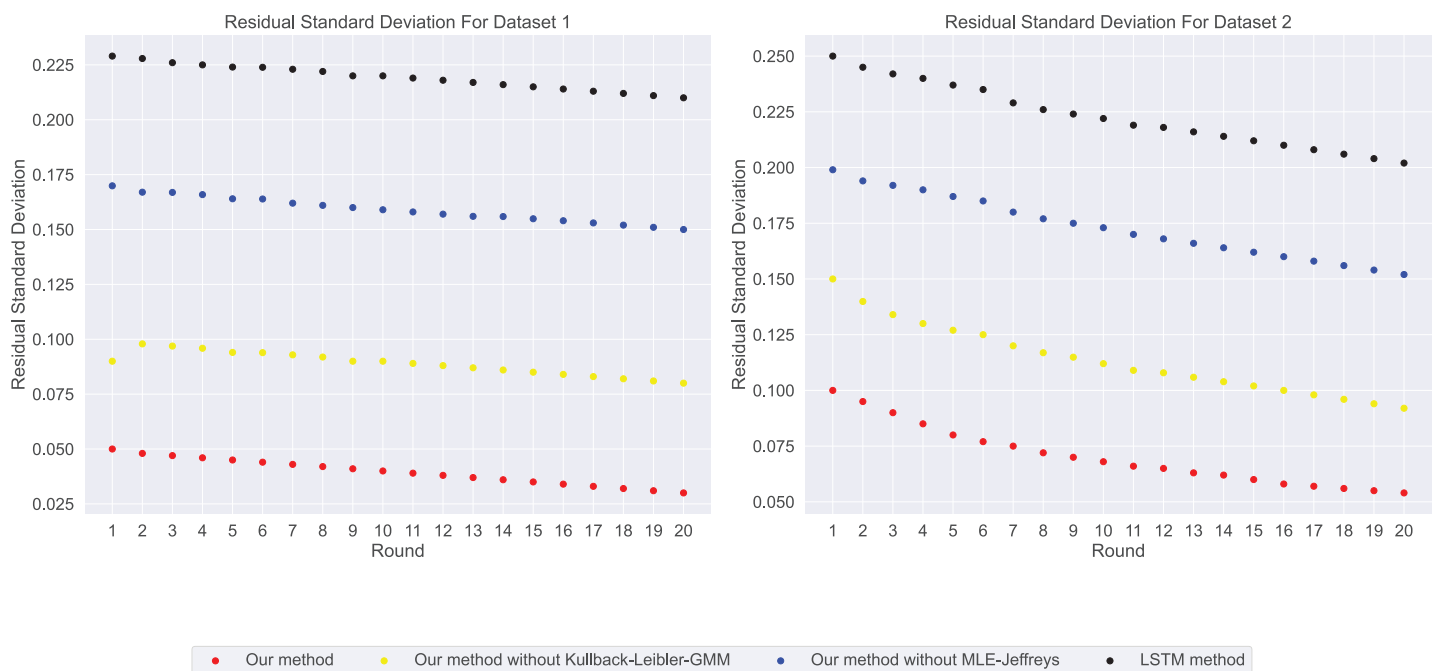 Residual Standard Deviation For Dataset 1
Residual Standard Deviation
0.225
0.200
0.175
0.150
0.125
0.100
0.075
0.050
0.025
1 2 3 4 5 6 7 8 9 10 11 12 13 14 15 16 17 18 19 20
Round
Residual Standard Deviation For Dataset 2
Residual Standard Deviation
0.250
0.225
0.200
0.175
0.150
0.125
0.100
0.075
0.050
1 2 3 4 5 6 7 8 9 10 11 12 13 14 15 16 17 18 19 20
Round
Our method Our method without Kullback-Leibler-GMM Our method without MLE-Jeffreys LSTM method